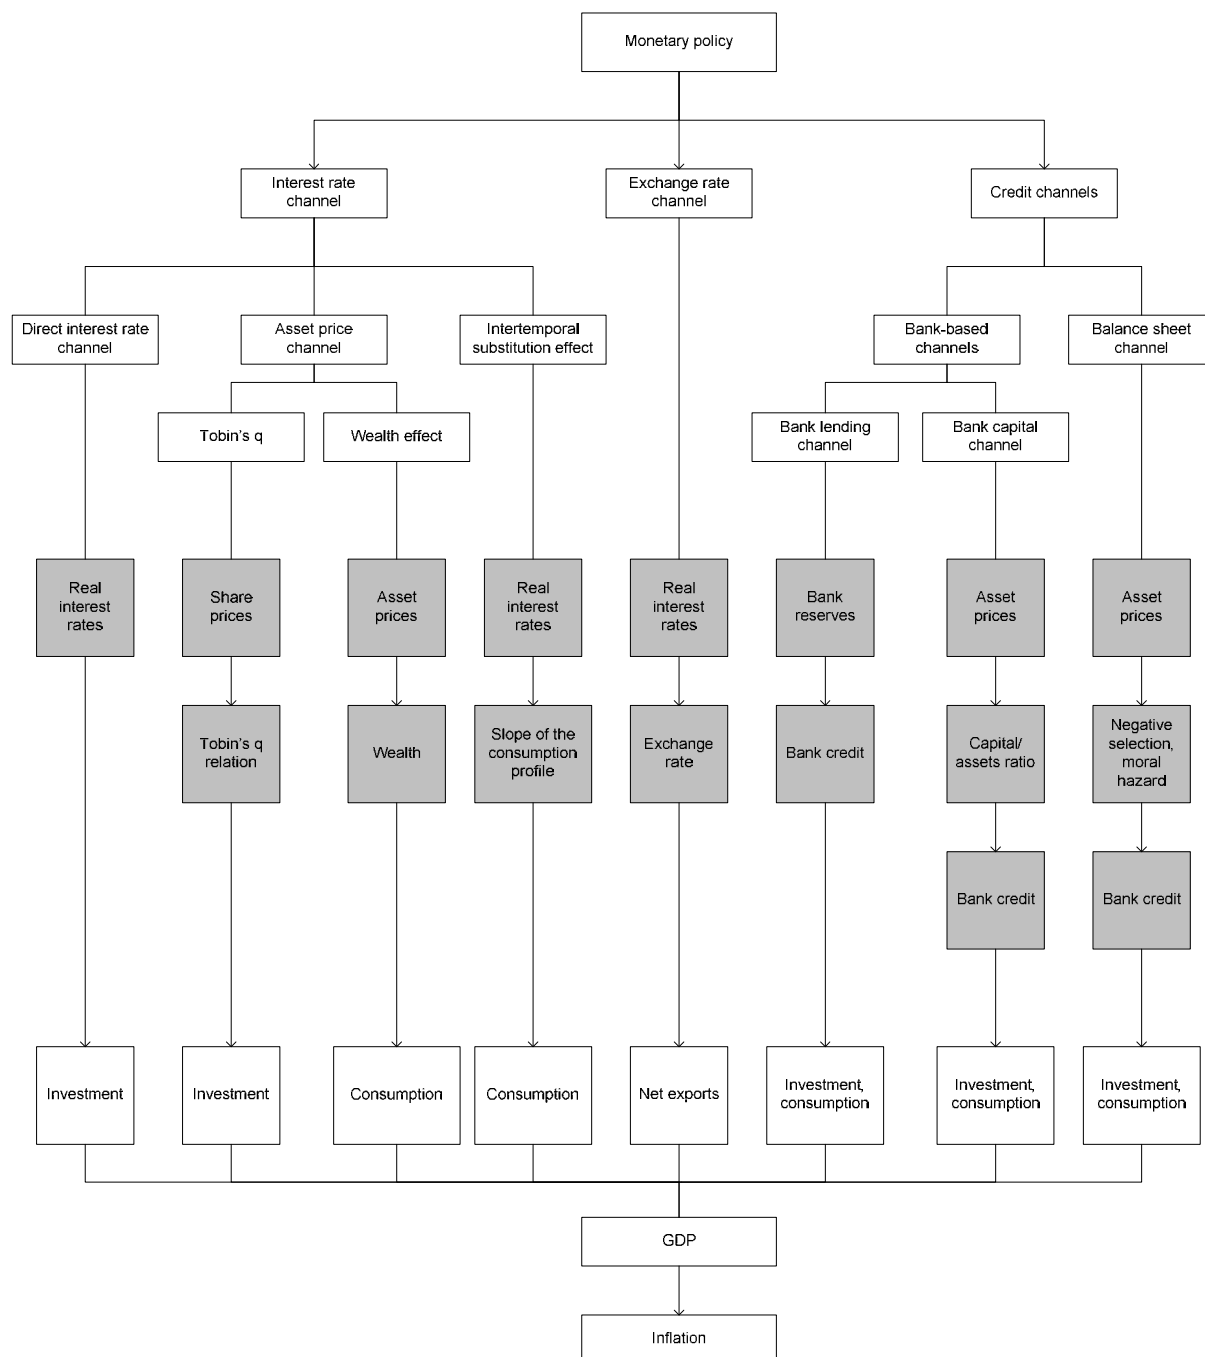 Monetary policy
Interest rate
channel
Exchange rate
channel
Credit channels
Direct interest rate
channel
Asset price
channel
Intertemporal
substitution effect
Bank-based
channels
Balance sheet
channel
Tobin's q
Wealth effect
Bank lending
channel
Bank capital
channel
Real
interest
rates
Share
prices
Asset
prices
Real
interest
rates
Real
interest
rates
Bank
reserves
Asset
prices
Asset
prices
Tobin's q
relation
Wealth
Slope of the
consumption
profile
Exchange
rate
Bank credit
Capital/
assets ratio
Negative
selection,
moral
hazard
Bank credit
Bank credit
Investment
Investment
Consumption
Consumption
Net exports
Investment,
consumption
Investment,
consumption
Investment,
consumption
GDP
Inflation